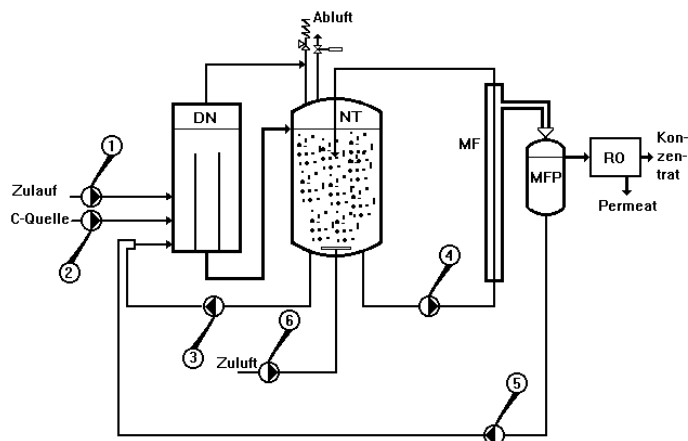 Abluft
DN
NT
1
MF
Kon-
zen-
trat
RO
MFP
Zulauf
C-Quelle
Permeat
2
4
3
6
Zuluft
5